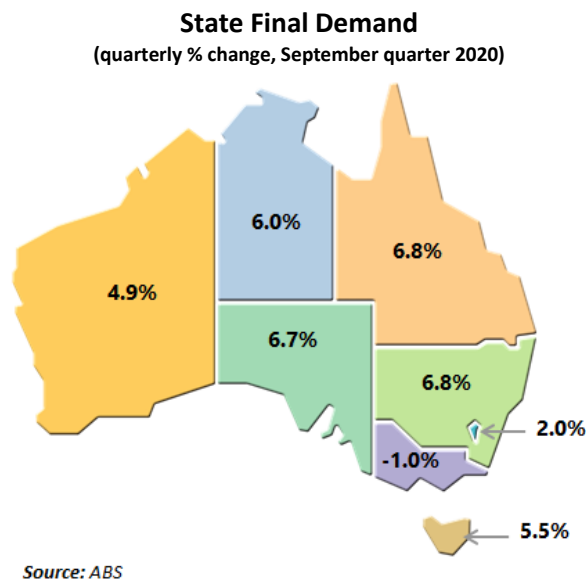 State Final Demand
(quarterly % change, September quarter 2020)
6.0%
6.8%
4.9%
6.7%
6.8%
2.0%
-1.0%
5.5%
Source: ABS